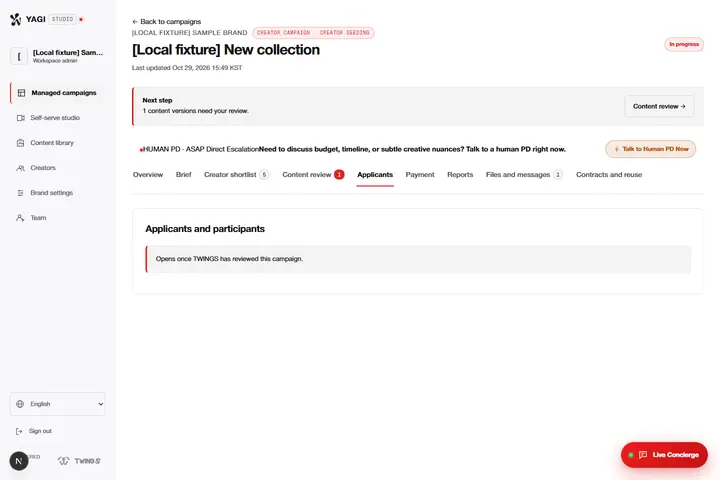 YAGI STUDIO
[ [Local fixture] Sam...
Workspace admin
Managed campaigns
Self-serve studio
Content library
Creators
Brand settings
Team
English
Sign out
N
TWINGS
← Back to campaigns
[LOCAL FIXTURE] SAMPLE BRAND CREATOR CAMPAIGN CREATOR SEEDING
[Local fixture] New collection
Last updated Oct 29, 2026 15:49 KST
In progress
Next step
1 content versions need your review.
Content review →
HUMAN PD · ASAP Direct EscalationNeed to discuss budget, timeline, or subtle creative nuances? Talk to a human PD right now.
Talk to Human PD Now
Overview Brief Creator shortlist 5 Content review 1 Applicants Payment Reports Files and messages 1 Contracts and reuse
Applicants and participants
Opens once TWINGS has reviewed this campaign.
Live Concierge